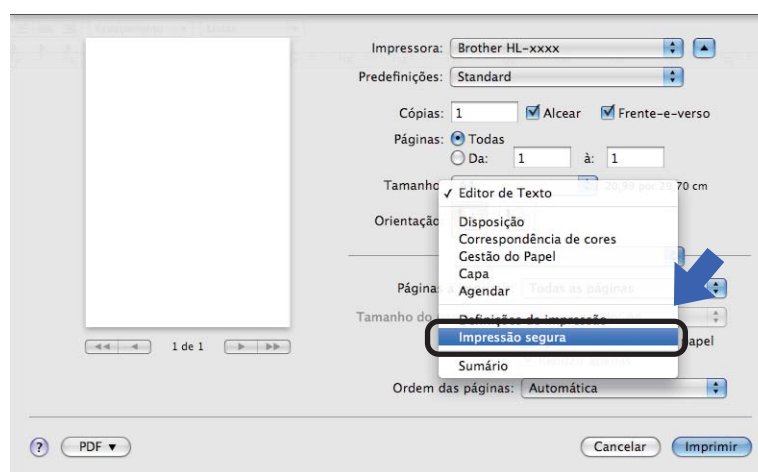 Impressora: Brother HL-xxxx
Predefinições: Standard
Cópias: 1 Alcear Frente-e-verso
Páginas: Todas
Da: 1 à: 1
Tamanho 20,99 por 29,70 cm
✓ Editor de Texto
Orientação
Disposição
Correspondência de cores
Gestão do Papel
Capa
Agendar
Página Todas as páginas
Tamanho do
Definições de impressão
Impressão segura
papel
Sumário
1 de 1
Ordem das páginas: Automática
? PDF ▼ Cancelar Imprimir